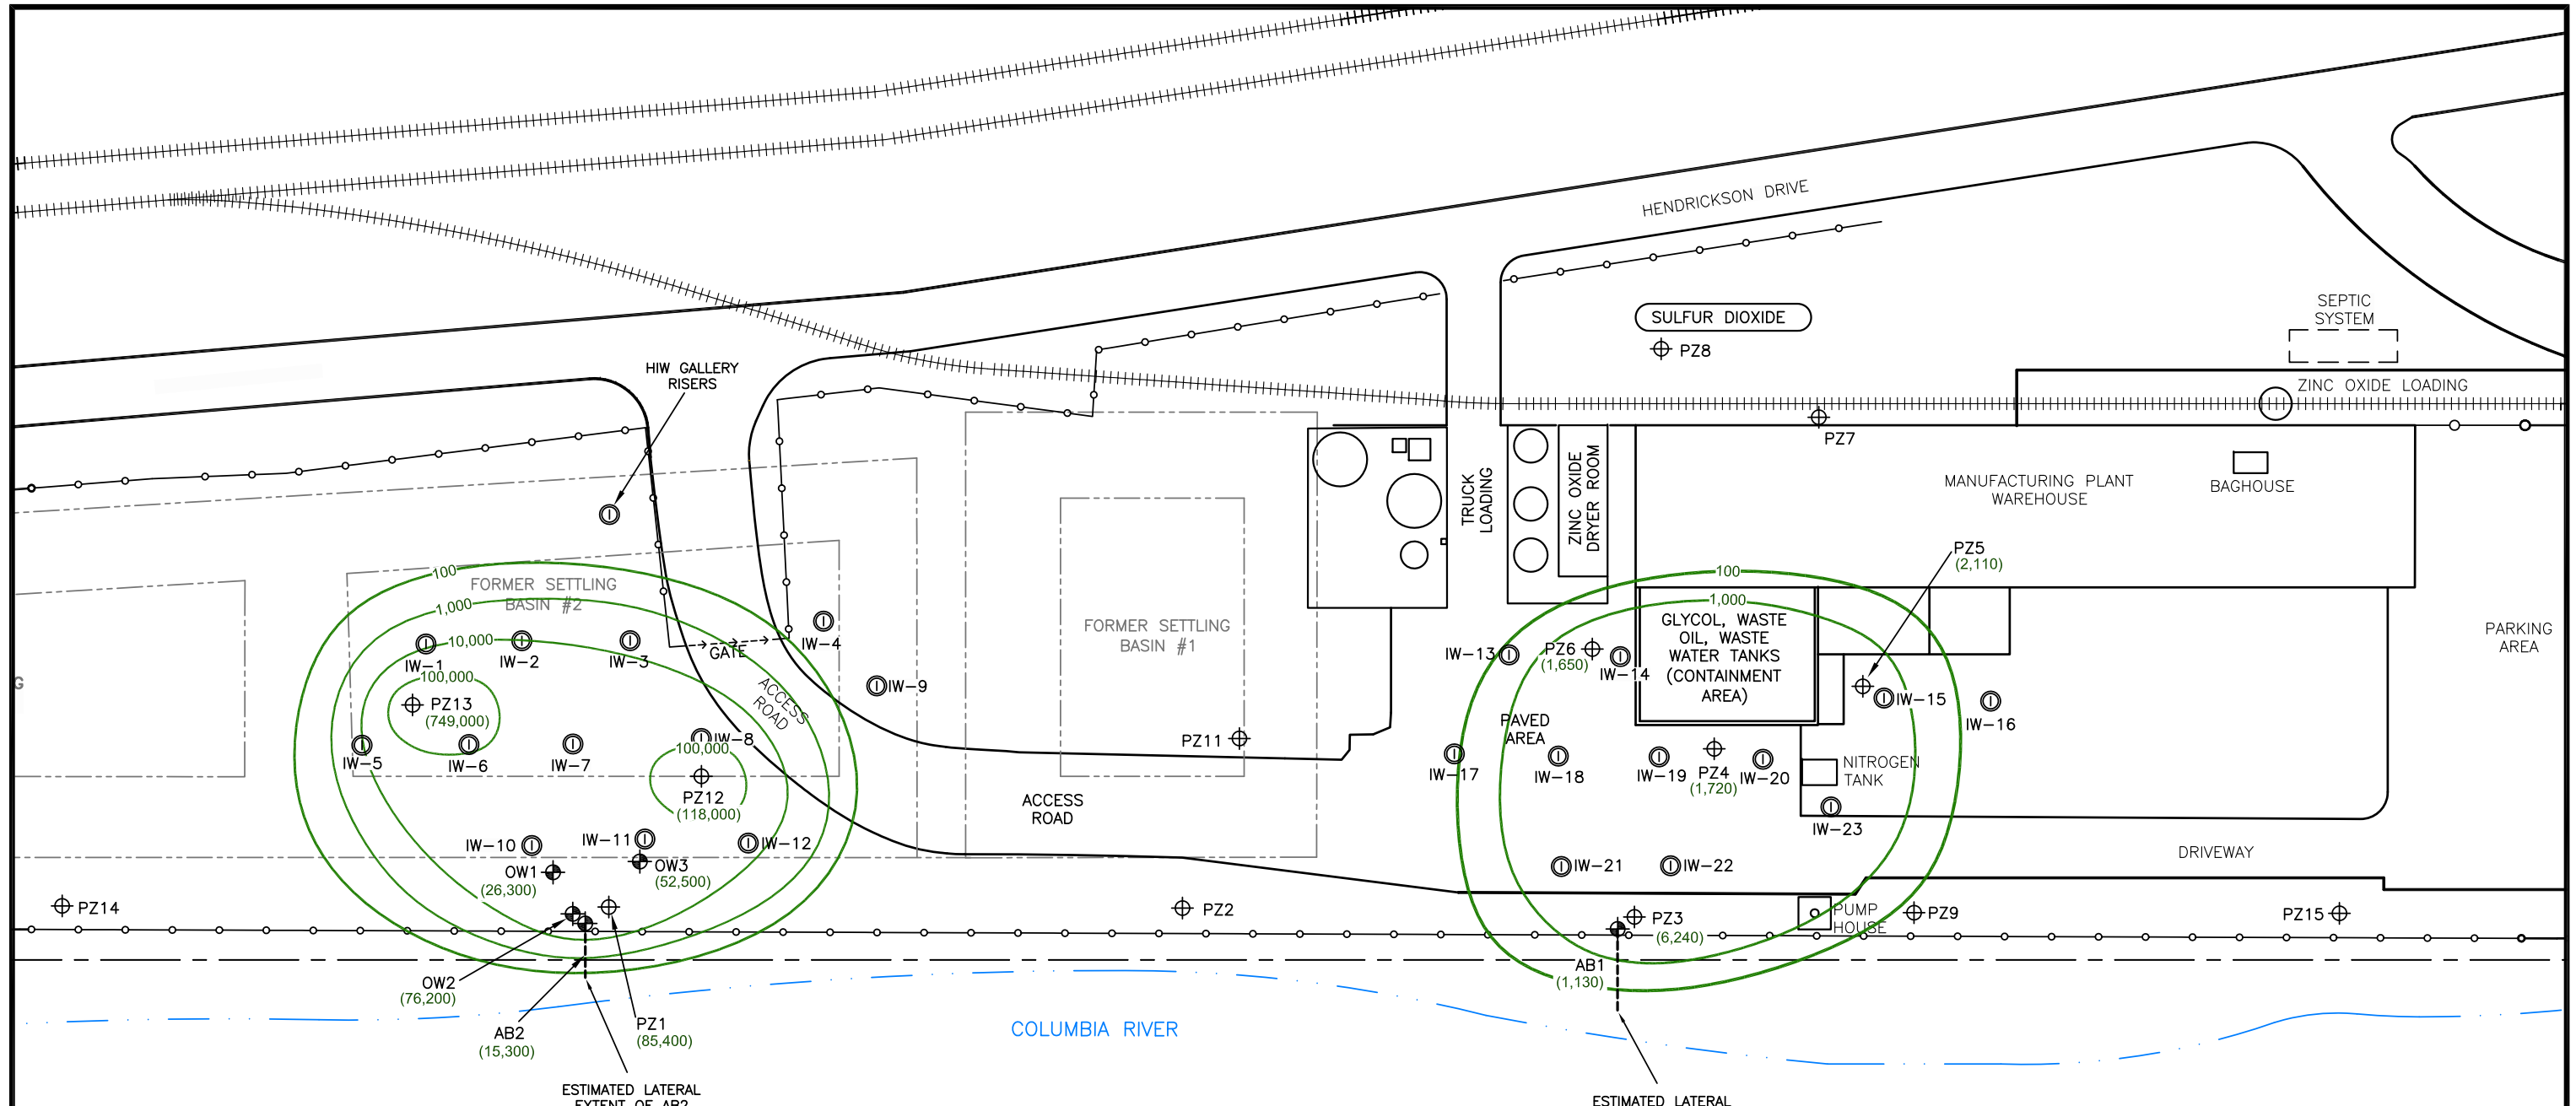 HENDRICKSON DRIVE
SEPTIC
SYSTEM
SULFUR DIOXIDE
PZ8
HIW GALLERY
RISERS
ZINC OXIDE LOADING
PZ7
TRUCK
LOADING
ZINC OXIDE
DRYER ROOM
MANUFACTURING PLANT
WAREHOUSE
BAGHOUSE
PZ5
(2,110)
100
FORMER SETTLING
BASIN #2
1,000
10,000
IW-1
IW-2
IW-3
GATE
IW-4
100,000
PZ13
(749,000)
ACCESS
ROAD
IW-9
IW-5
IW-6
IW-7
IW-8
100,000
PZ12
(118,000)
FORMER SETTLING
BASIN #1
PZ11
ACCESS
ROAD
G
100
1,000
GLYCOL, WASTE
OIL, WASTE
WATER TANKS
(CONTAINMENT
AREA)
IW-13
PZ6
(1,650)
IW-14
IW-15
IW-16
PARKING
AREA
PAVED
AREA
IW-17
IW-18
IW-19
PZ4
(1,720)
IW-20
NITROGEN
TANK
IW-23
IW-10
IW-11
IW-12
OW1
(26,300)
OW3
(52,500)
IW-21
IW-22
DRIVEWAY
PZ14
PZ2
PZ3
(6,240)
PUMP
HOUSE
PZ9
PZ15
OW2
(76,200)
AB2
(15,300)
PZ1
(85,400)
AB1
(1,130)
COLUMBIA RIVER
ESTIMATED LATERAL
EXTENT OF AB2
ESTIMATED LATERAL